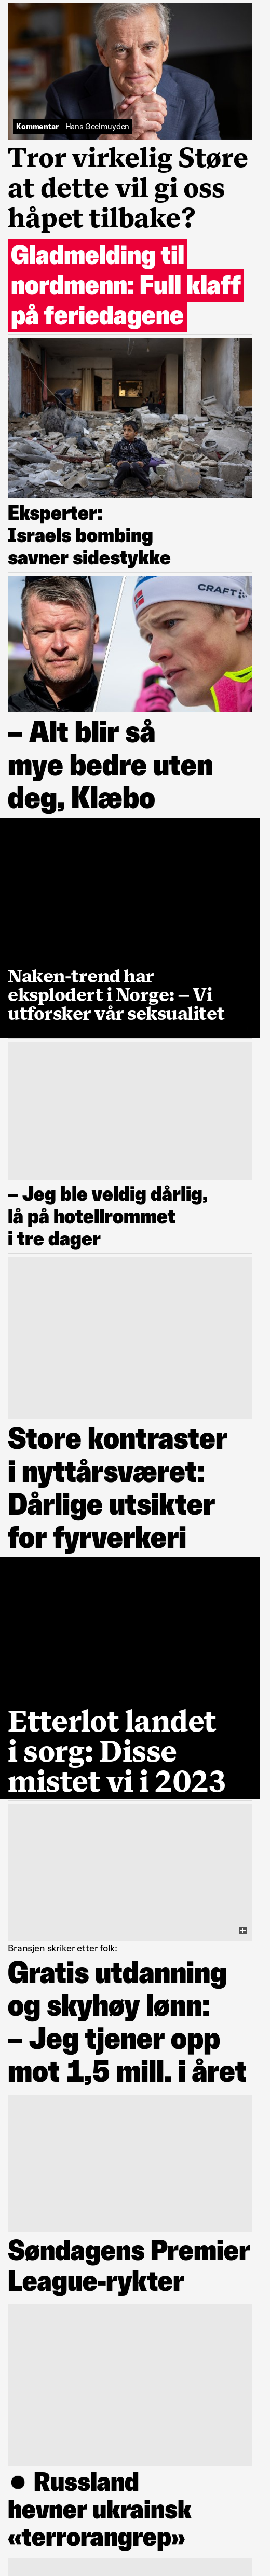 Kommentar | Hans Geelmuyden
Tror virkelig Støre
at dette vil gi oss
håpet tilbake?
Gladmelding til
nordmenn: Full klaff
på feriedagene
Eksperter:
Israels bombing
savner sidestykke
CRAFT
– Alt blir så
mye bedre uten
deg, Klæbo
Naken-trend har
eksplodert i Norge: – Vi
utforsker vår seksualitet
– Jeg ble veldig dårlig,
lå på hotellrommet
i tre dager
Store kontraster
i nyttårsværet:
Dårlige utsikter
for fyrverkeri
Etterlot landet
i sorg: Disse
mistet vi i 2023
Bransjen skriker etter folk:
Gratis utdanning
og skyhøy lønn:
– Jeg tjener opp
mot 1,5 mill. i året
Søndagens Premier
League-rykter
● Russland
hevner ukrainsk
«terrorangrep»